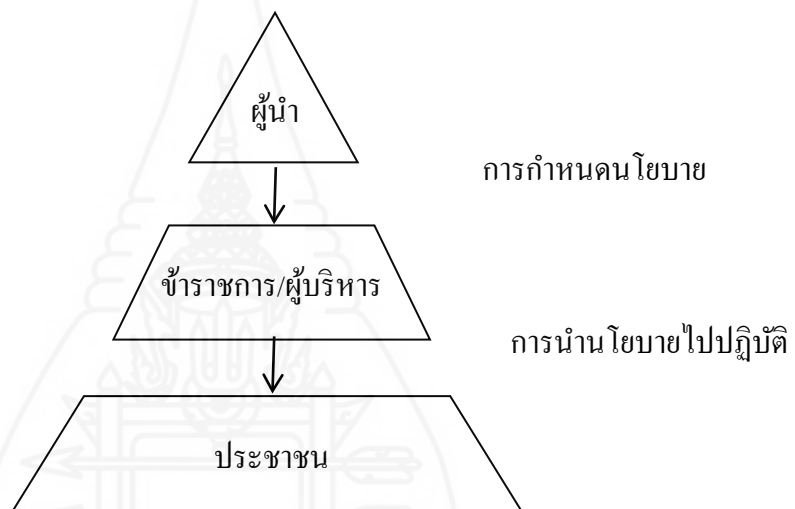 ผู้นำ
การกำหนดนโยบาย
ข้าราชการ/ผู้บริหาร
การนำนโยบายไปปฏิบัติ
ประชาชน